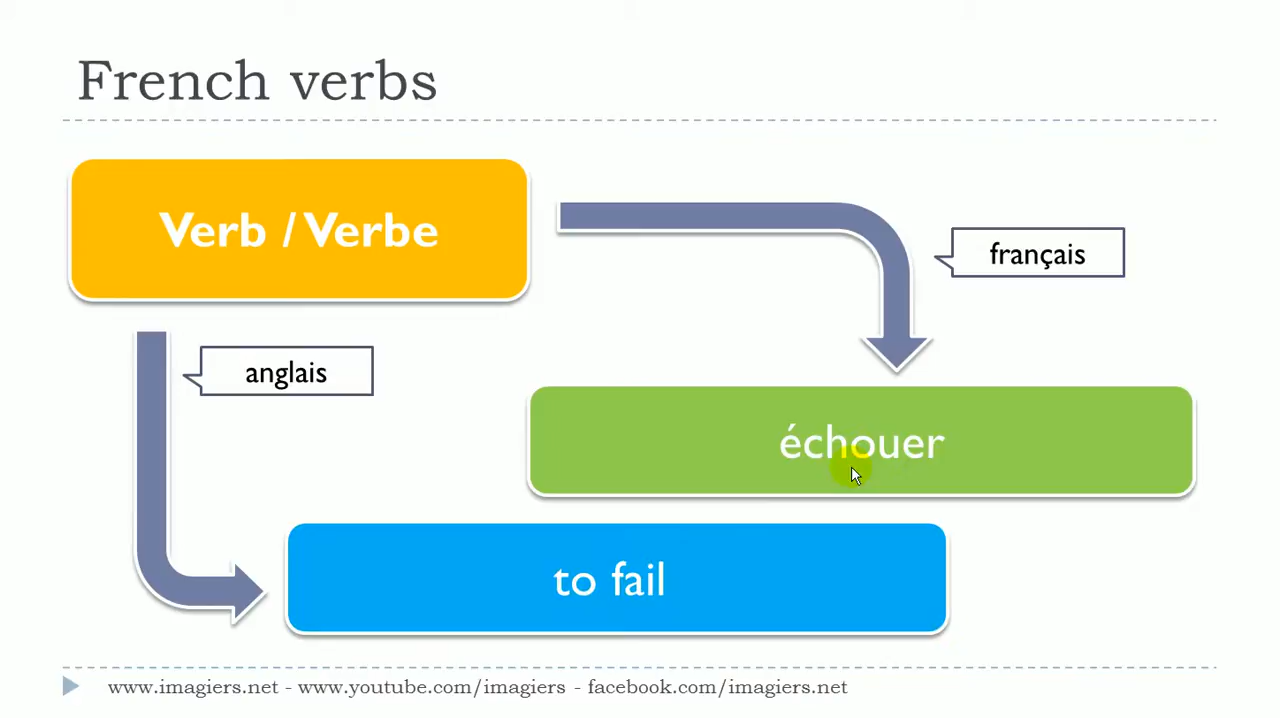 French verbs
Verb / Verbe
français
anglais
échouer
to fail
www.imagiers.net - www.youtube.com/imagiers - facebook.com/imagiers.net